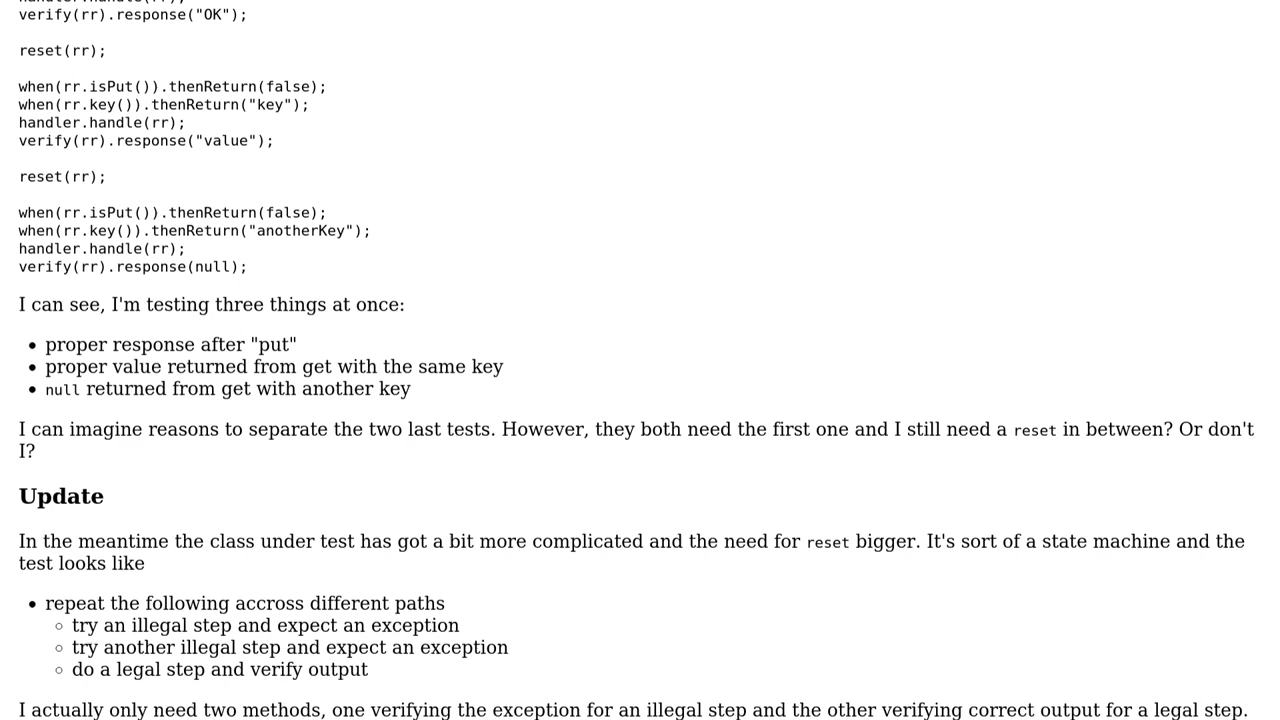 verify(rr).response("OK");
reset(rr);
when(rr.isPut()).thenReturn(false);
when(rr.key()).thenReturn("key");
handler.handle(rr);
verify(rr).response("value");
reset(rr);
when(rr.isPut()).thenReturn(false);
when(rr.key()).thenReturn("anotherKey");
handler.handle(rr);
verify(rr).response(null);
I can see, I'm testing three things at once:
• proper response after "put"
• proper value returned from get with the same key
• null returned from get with another key
I can imagine reasons to separate the two last tests. However, they both need the first one and I still need a reset in between? Or don't
I?
Update
In the meantime the class under test has got a bit more complicated and the need for reset bigger. It's sort of a state machine and the
test looks like
• repeat the following accross different paths
◦ try an illegal step and expect an exception
◦ try another illegal step and expect an exception
◦ do a legal step and verify output
I actually only need two methods, one verifying the exception for an illegal step and the other verifying correct output for a legal step.